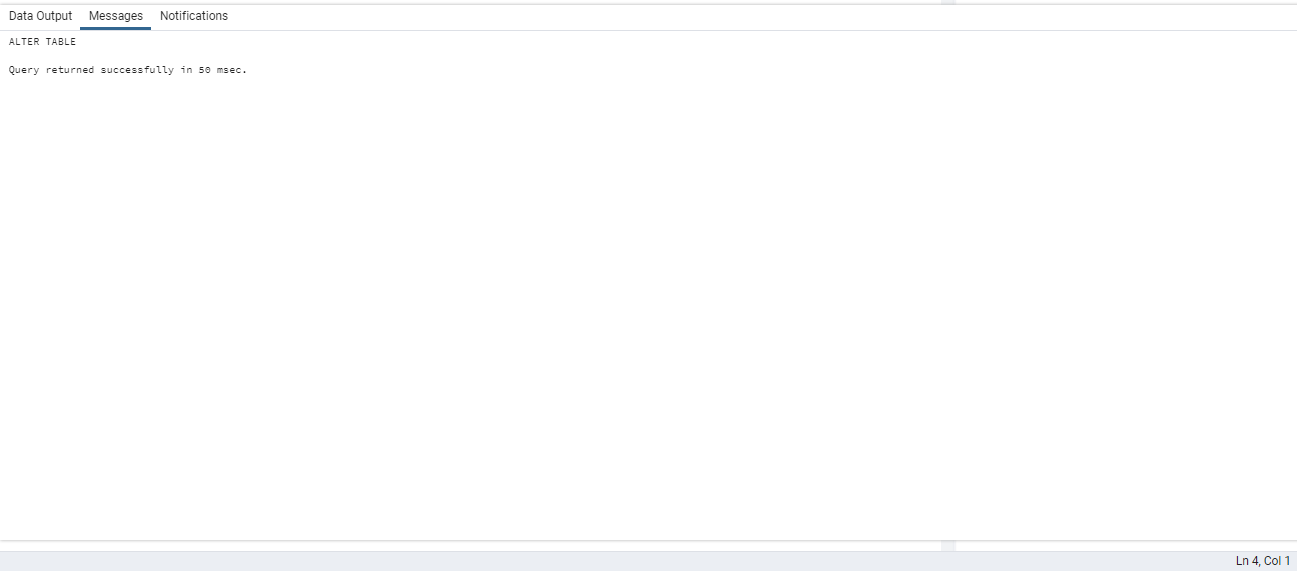 Data Output Messages Notifications
ALTER TABLE
Query returned successfully in 50 msec.
Ln 4, Col 1